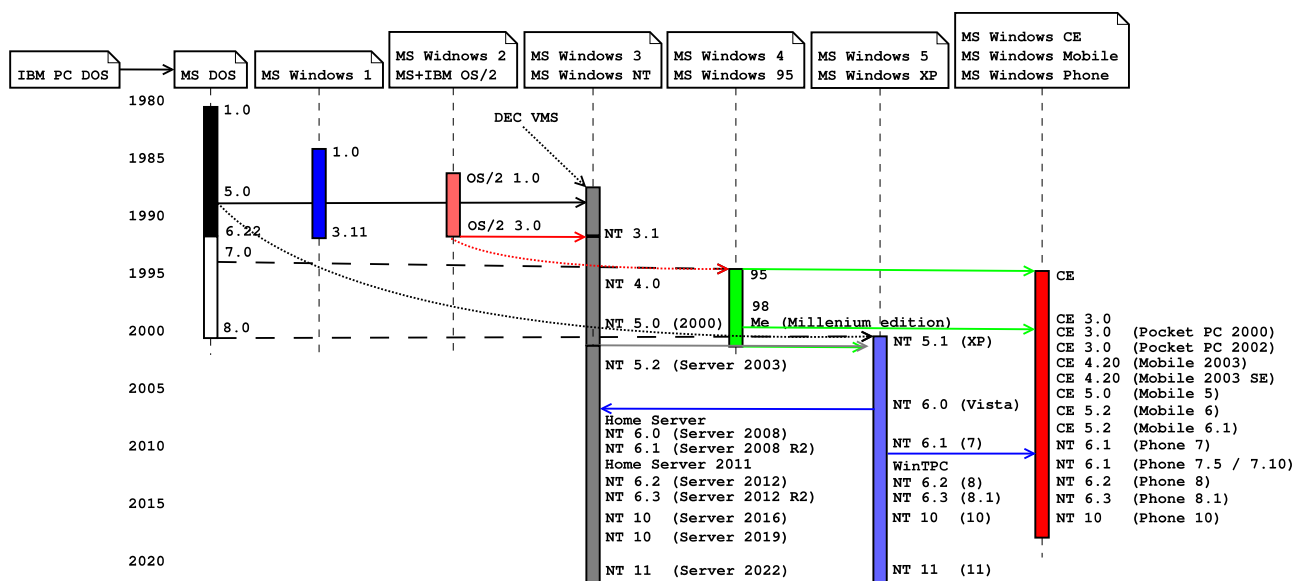 IBM PC DOS
MS DOS
MS Windows 1
MS Widnows 2
MS+IBM OS/2
MS Windows 3
MS Windows NT
MS Windows 4
MS Windows 95
MS Windows 5
MS Windows XP
MS Windows CE
MS Windows Mobile
MS Windows Phone
1980
1985
1990
1995
2000
2005
2010
2015
2020
1.0
5.0
6.22
7.0
8.0
1.0
3.11
OS/2 1.0
OS/2 3.0
DEC VMS
NT 3.1
NT 4.0
NT 5.0 (2000)
NT 5.2 (Server 2003)
Home Server
NT 6.0 (Server 2008)
NT 6.1 (Server 2008 R2)
Home Server 2011
NT 6.2 (Server 2012)
NT 6.3 (Server 2012 R2)
NT 10 (Server 2016)
NT 10 (Server 2019)
NT 11 (Server 2022)
95
98
Me (Millenium edition)
NT 5.1 (XP)
NT 6.0 (Vista)
NT 6.1 (7)
WinTPC
NT 6.2 (8)
NT 6.3 (8.1)
NT 10 (10)
NT 11 (11)
CE
CE 3.0
CE 3.0 (Pocket PC 2000)
CE 3.0 (Pocket PC 2002)
CE 4.20 (Mobile 2003)
CE 4.20 (Mobile 2003 SE)
CE 5.0 (Mobile 5)
CE 5.2 (Mobile 6)
CE 5.2 (Mobile 6.1)
NT 6.1 (Phone 7)
NT 6.1 (Phone 7.5 / 7.10)
NT 6.2 (Phone 8)
NT 6.3 (Phone 8.1)
NT 10 (Phone 10)